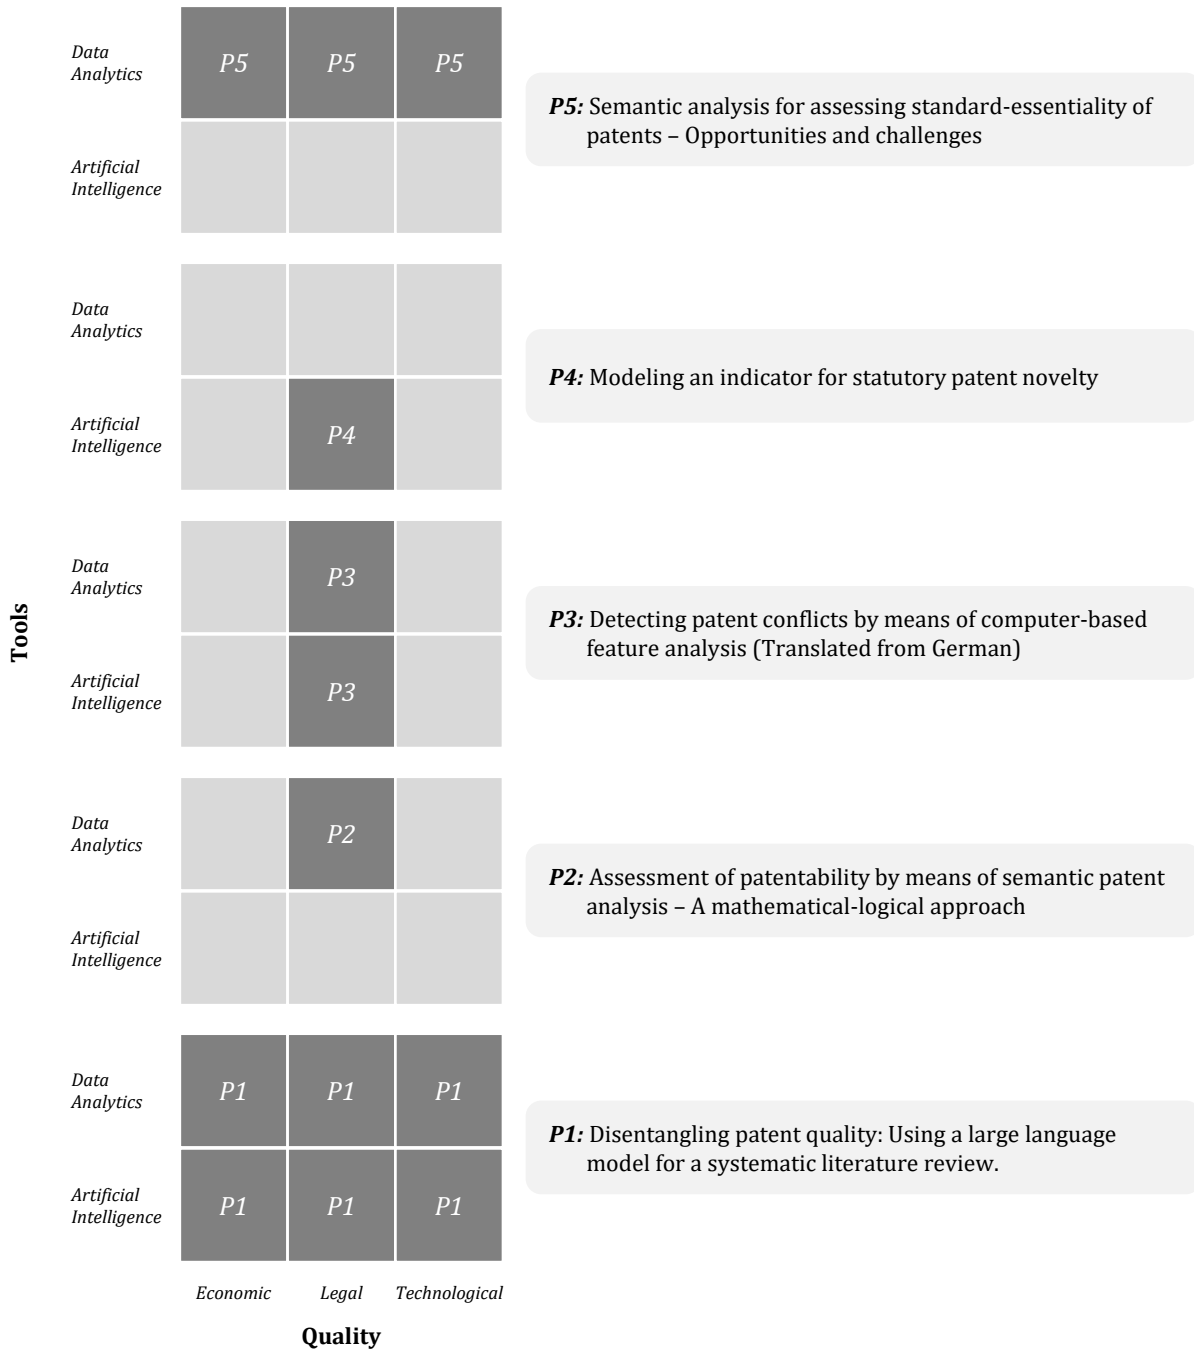 Data
Analytics
P5 P5 P5
P5: Semantic analysis for assessing standard-essentiality of
patents – Opportunities and challenges
Artificial
Intelligence
Data
Analytics
P4: Modeling an indicator for statutory patent novelty
Artificial
Intelligence
P4
Tools
Data
Analytics
P3
P3: Detecting patent conflicts by means of computer-based
feature analysis (Translated from German)
Artificial
Intelligence
P3
Data
Analytics
P2
P2: Assessment of patentability by means of semantic patent
analysis – A mathematical-logical approach
Artificial
Intelligence
Data
Analytics
P1 P1 P1
P1: Disentangling patent quality: Using a large language
model for a systematic literature review.
Artificial
Intelligence
P1 P1 P1
Economic Legal Technological
Quality